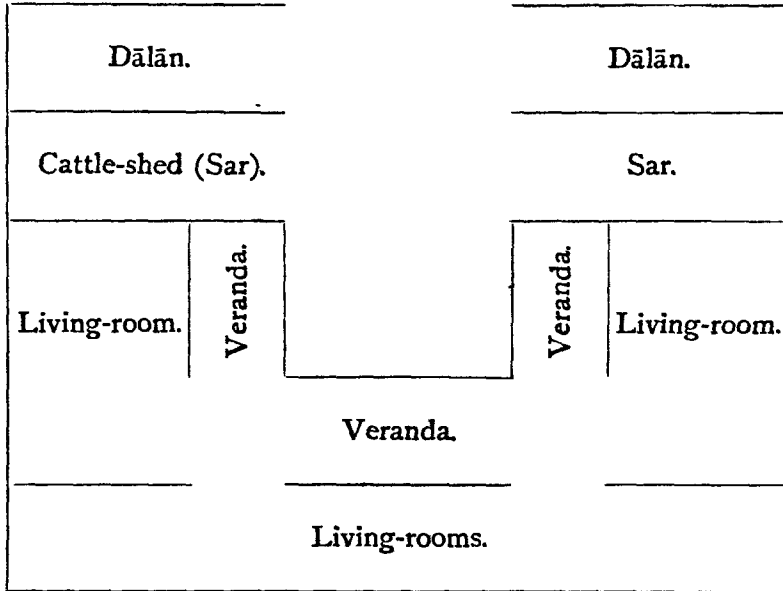 Dālān. Dālān.
Cattle-shed (Sar). Sar.
Living-room. Veranda. Veranda. Living-room.
Veranda.
Living-rooms.